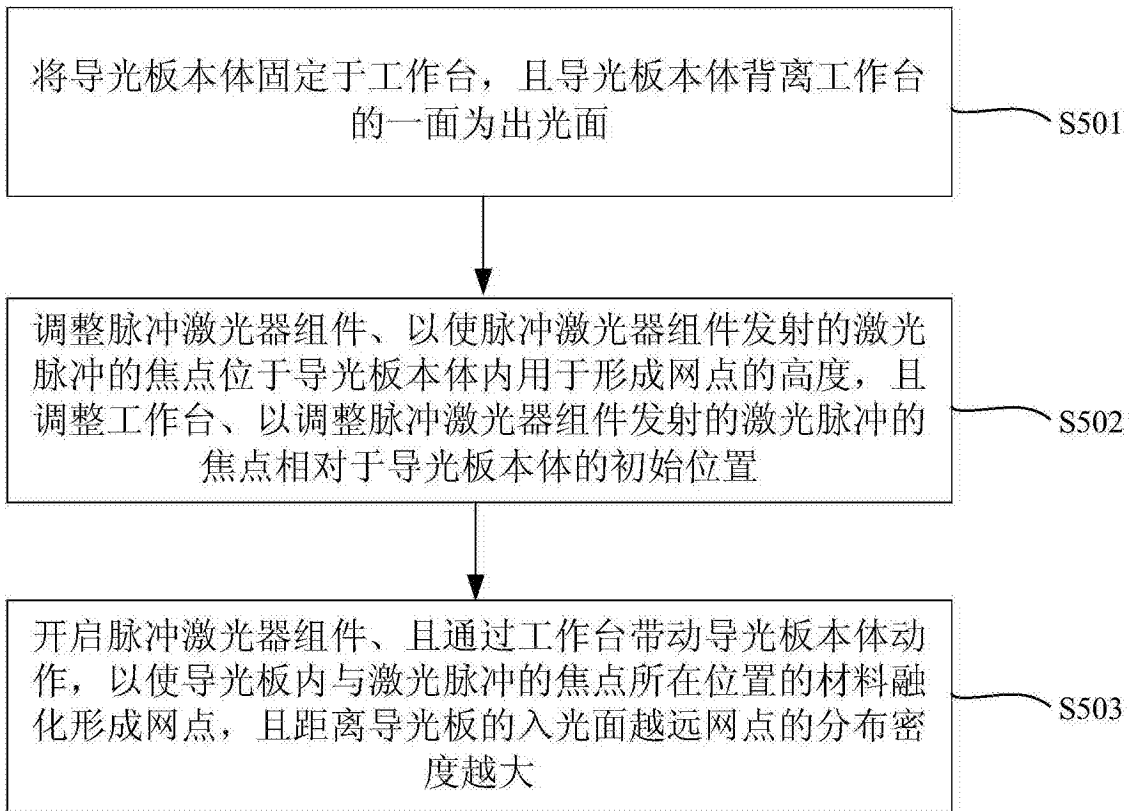 将导光板本体固定于工作台，且导光板本体背离工作台
的一面为出光面
S501
调整脉冲激光器组件、以使脉冲激光器组件发射的激光
脉冲的焦点位于导光板本体内用于形成网点的高度，且
调整工作台、以调整脉冲激光器组件发射的激光脉冲的
焦点相对于导光板本体的初始位置
S502
开启脉冲激光器组件、且通过工作台带动导光板本体动
作，以使导光板内与激光脉冲的焦点所在位置的材料融
化形成网点，且距离导光板的入光面越远网点的分布密
度越大
S503